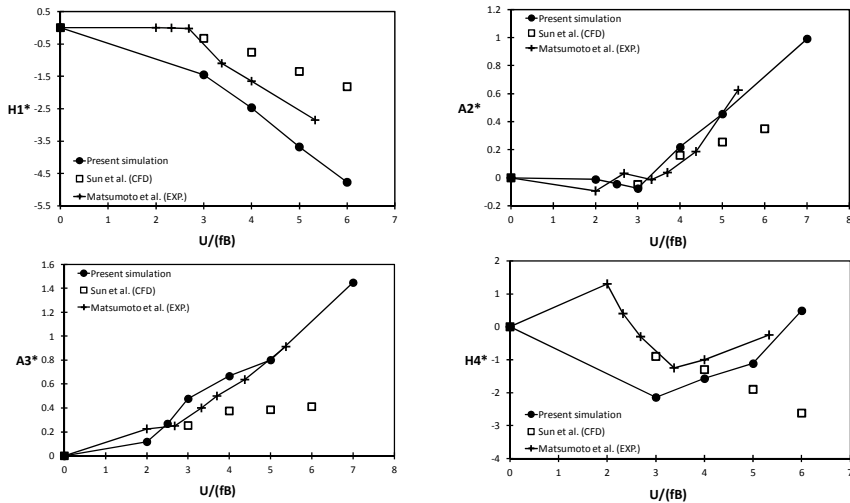 0.5
-0.5
-1.5
-2.5
-3.5
-4.5
-5.5
H1*
0 1 2 3 4 5 6 7
U/(fB)
Present simulation
Sun et al. (CFD)
Matsumoto et al (EXP.)
1.2
1
0.8
0.6
0.4
0.2
0
-0.2
A2*
0 1 2 3 4 5 6 7 8
U/(fB)
Present simulation
Sun et al. (CFD)
Matsumoto et al. (EXP.)
1.6
1.4
1.2
1
0.8
0.6
0.4
0.2
0
A3*
0 1 2 3 4 5 6 7 8
U/(fB)
Present simulation
Sun et al. (CFD)
Matsumoto et al. (EXP.)
2
1
0
-1
-2
-3
-4
H4*
0 1 2 3 4 5 6 7
U/(fB)
Present simulation
Sun et al. (CFD)
Matsumoto et al. (EXP.)